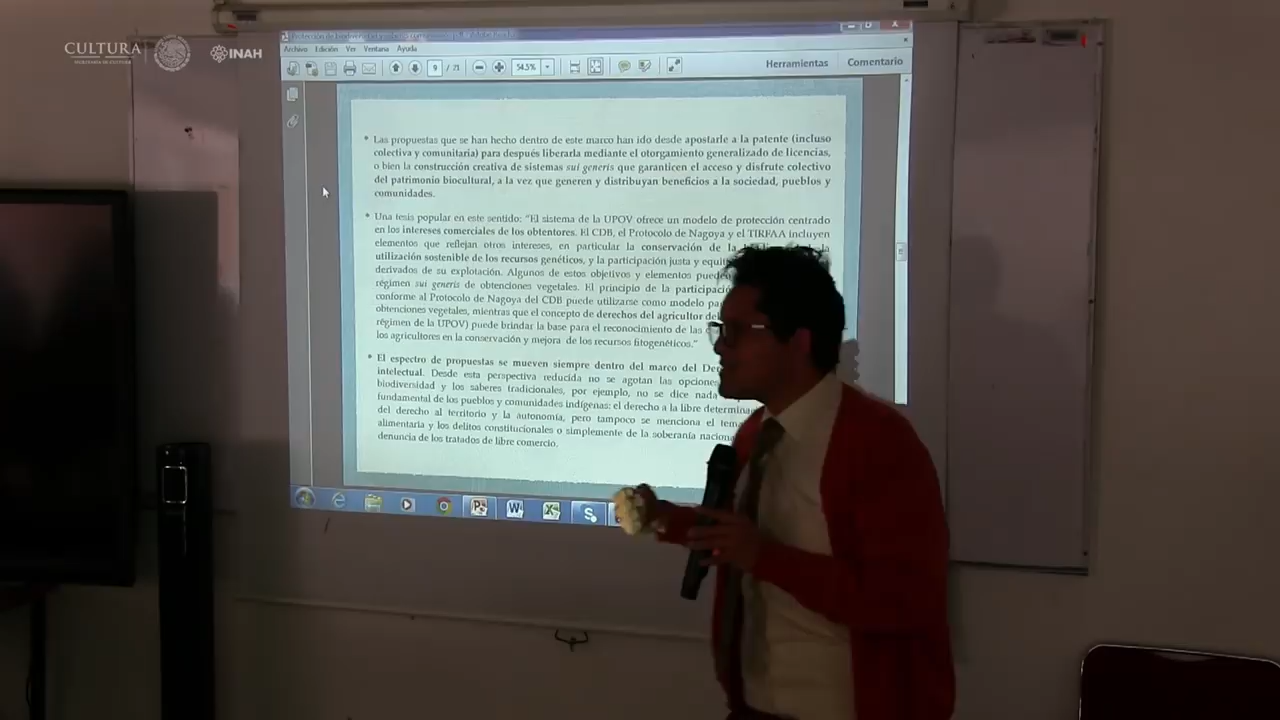 CULTURA
SECRETARÍA DE CULTURA
INAH
Archivo Edición Ver Ventana Ayuda
9 / 21
54.5%
Herramientas
Comentario
• Las propuestas que se han hecho dentro de este marco han ido desde apostarle a la patente (incluso
colectiva y comunitaria) para después liberarla mediante el otorgamiento generalizado de licencias,
o bien la construcción creativa de sistemas sui generis que garanticen el acceso y disfrute colectivo
del patrimonio biocultural, a la vez que generen y distribuyan beneficios a la sociedad, pueblos y
comunidades.
• Una tesis popular en este sentido: "El sistema de la UPOV ofrece un modelo de protección centrado
en los intereses comerciales de los obtentores. El CDB, el Protocolo de Nagoya y el TIRFAA incluyen
elementos que reflejan otros intereses, en particular la conservación de la
utilización sostenible de los recursos genéticos, y la participación justa y
derivados de su explotación. Algunos de estos objetivos y elementos
régimen sui generis de obtenciones vegetales. El principio de la
conforme al Protocolo de Nagoya del CDB puede utilizarse como modelo
obtenciones vegetales, mientras que el concepto de derechos del agricultor
régimen de la UPOV) puede brindar la base para el reconocimiento de las
los agricultores en la conservación y mejora de los recursos fitogenéticos."
• El espectro de propuestas se mueven siempre dentro del marco del
intelectual. Desde esta perspectiva reducida no se agotan las opciones
biodiversidad y los saberes tradicionales, por ejemplo, no se dice nada
fundamental de los pueblos y comunidades indígenas: el derecho a la libre
del derecho al territorio y la autonomía, pero tampoco se menciona el
alimentaria y los delitos constitucionales o simplemente de la soberanía
denuncia de los tratados de libre comercio.